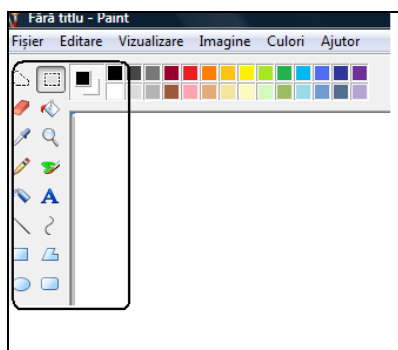 Fără titlu - Paint
Fișier Editare Vizualizare Imagine Culori Ajutor
A